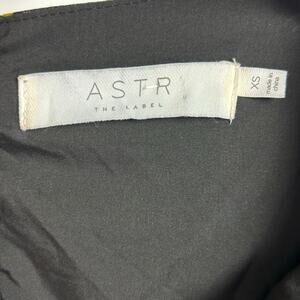 ASTR
THE LABEL
XS
made in
china